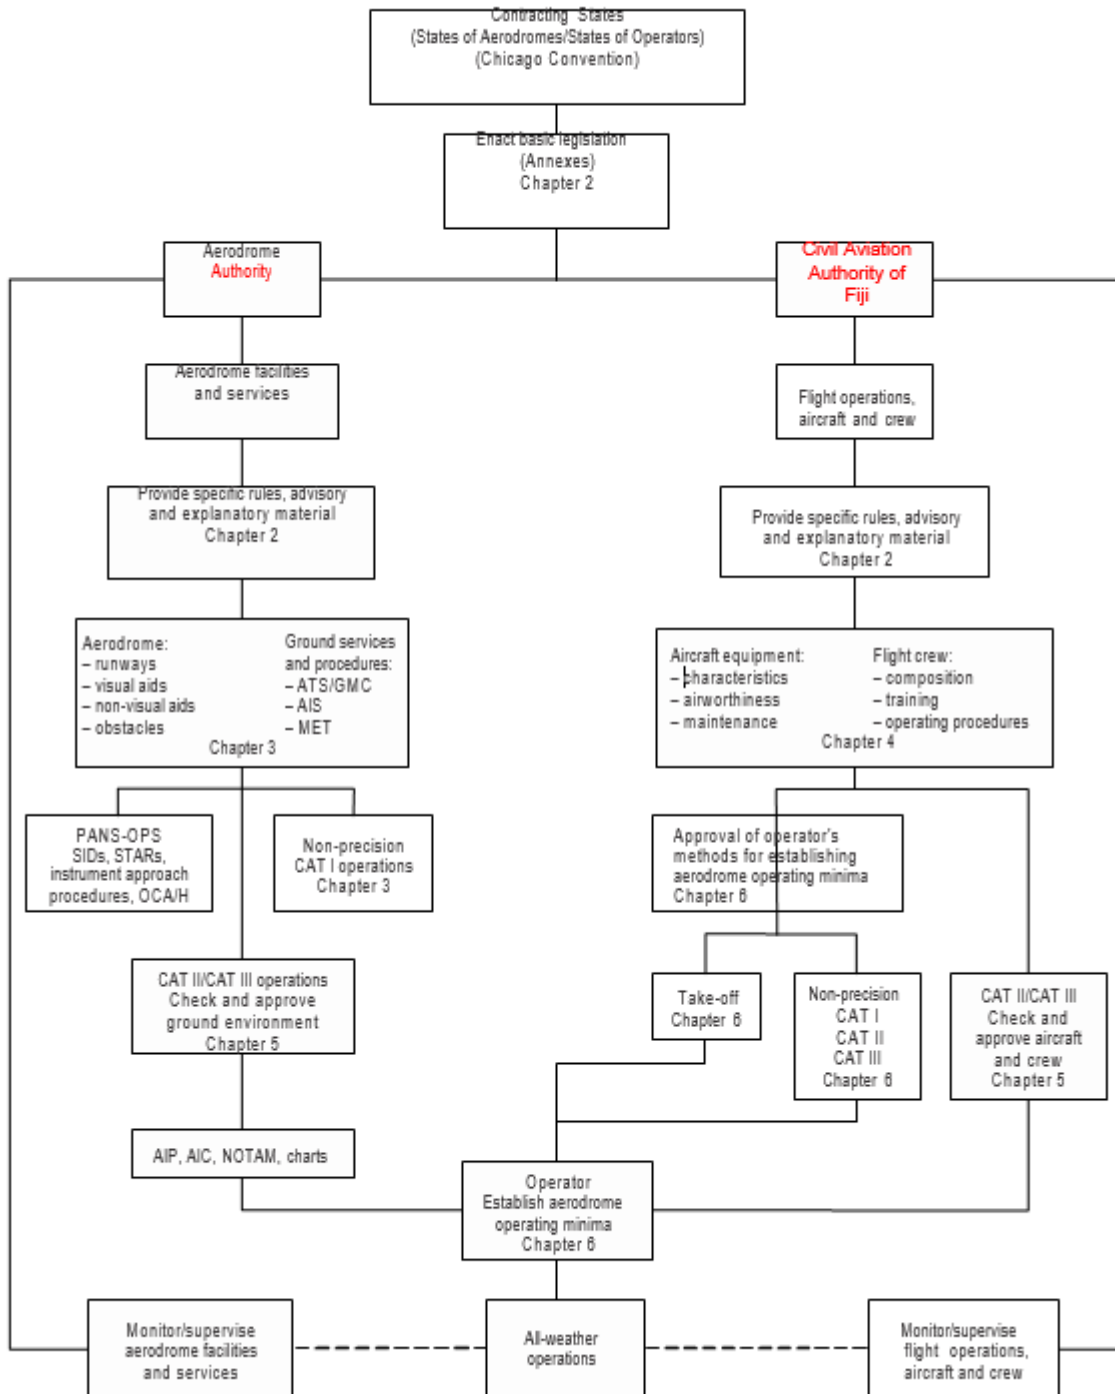 Contracting States
(States of Aerodromes/States of Operators)
(Chicago Convention)
Enact basic legislation
(Annexes)
Chapter 2
Aerodrome
Authority
Civil Aviation
Authority of
Fiji
Aerodrome facilities
and services
Flight operations,
aircraft and crew
Provide specific rules, advisory
and explanatory material
Chapter 2
Provide specific rules, advisory
and explanatory material
Chapter 2
Aerodrome:
– runways
– visual aids
– non-visual aids
– obstacles
Ground services
and procedures:
– ATS/GMC
– AIS
– MET
Chapter 3
Aircraft equipment:
– characteristics
– airworthiness
– maintenance
Flight crew:
– composition
– training
– operating procedures
Chapter 4
PANS-OPS
SIDs, STARs,
instrument approach
procedures, OCA/H
Non-precision
CAT I operations
Chapter 3
Approval of operator's
methods for establishing
aerodrome operating minima
Chapter 6
CAT II/CAT III operations
Check and approve
ground environment
Chapter 5
Take-off
Chapter 6
Non-precision
CAT I
CAT II
CAT III
Chapter 6
CAT II/CAT III
Check and
approve aircraft
and crew
Chapter 5
AIP, AIC, NOTAM, charts
Operator
Establish aerodrome
operating minima
Chapter 6
Monitor/supervise
aerodrome facilities
and services
All-weather
operations
Monitor/supervise
flight operations,
aircraft and crew